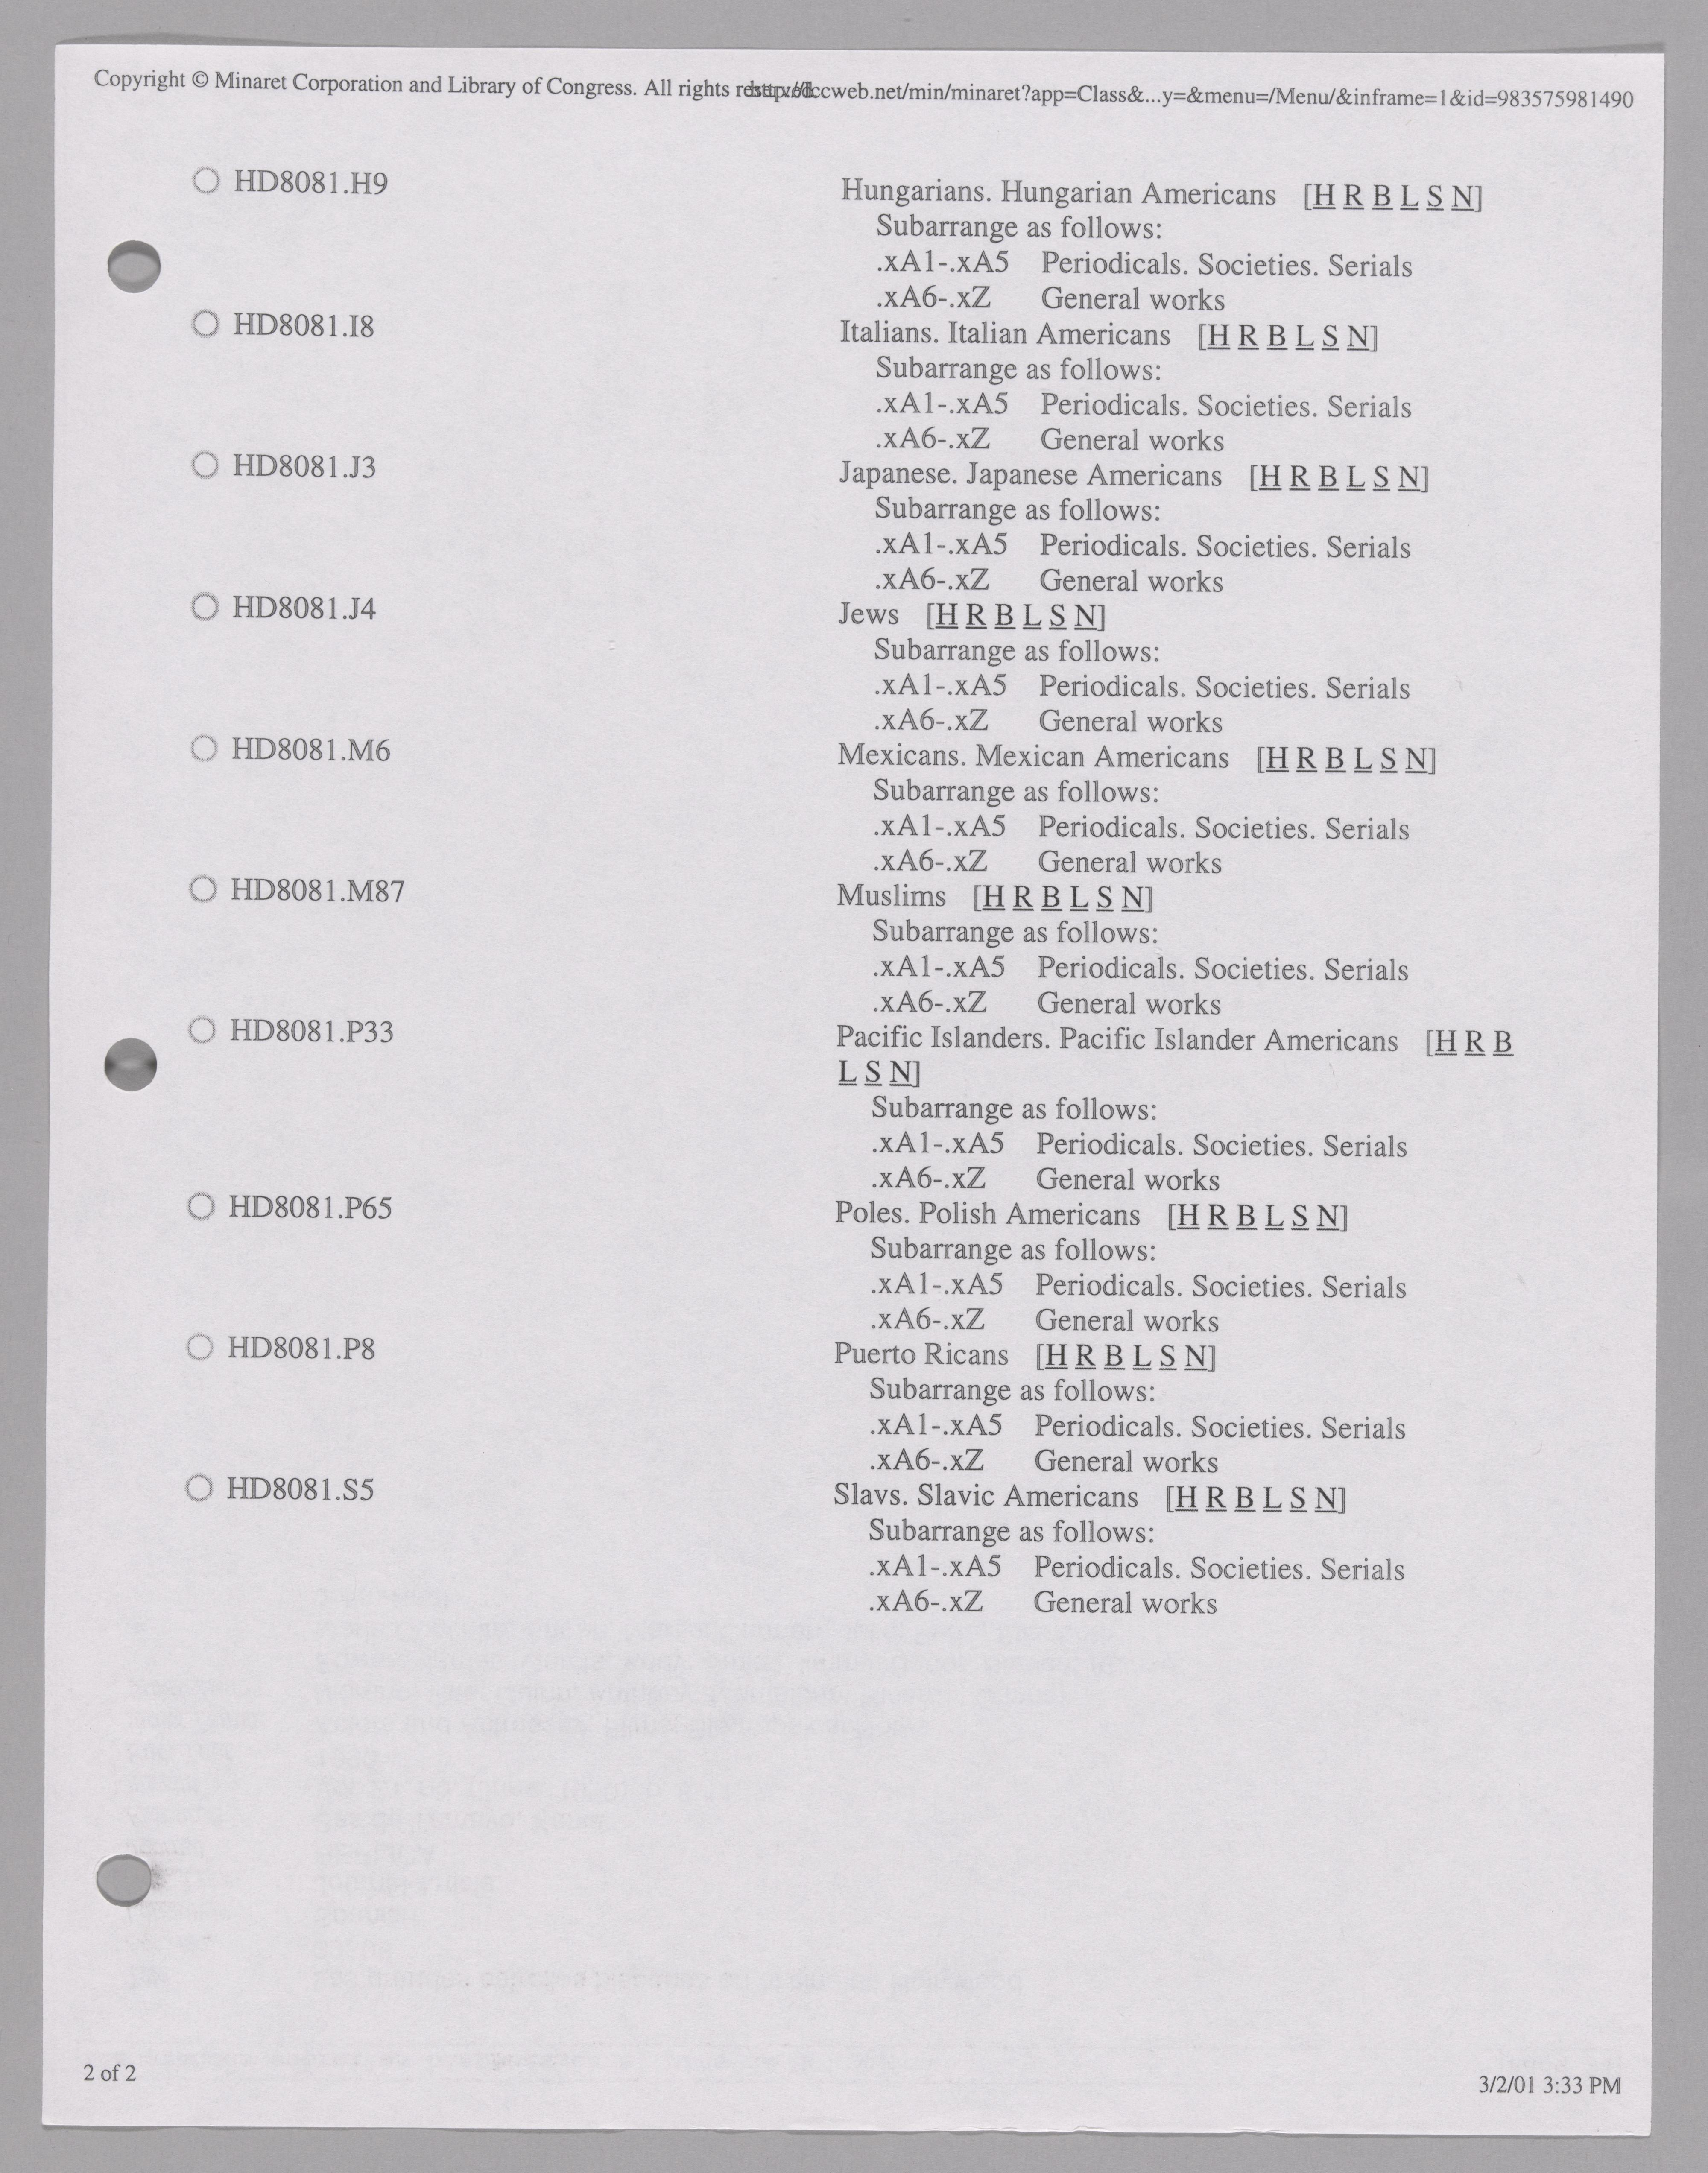 Copyright © Minaret Corporation and Library of Congress. All rights reserved. http://lccweb.net/min/minaret?app=Class&...y=&menu=/Menu/&inframe=1&id=983575981490
HD8081.H9 Hungarians. Hungarian Americans [H R B L S N]
Subarrange as follows:
.xA1-.xA5 Periodicals. Societies. Serials
.xA6-.xZ General works
HD8081.I8 Italians. Italian Americans [H R B L S N]
Subarrange as follows:
.xA1-.xA5 Periodicals. Societies. Serials
.xA6-.xZ General works
HD8081.J3 Japanese. Japanese Americans [H R B L S N]
Subarrange as follows:
.xA1-.xA5 Periodicals. Societies. Serials
.xA6-.xZ General works
HD8081.J4 Jews [H R B L S N]
Subarrange as follows:
.xA1-.xA5 Periodicals. Societies. Serials
.xA6-.xZ General works
HD8081.M6 Mexicans. Mexican Americans [H R B L S N]
Subarrange as follows:
.xA1-.xA5 Periodicals. Societies. Serials
.xA6-.xZ General works
HD8081.M87 Muslims [H R B L S N]
Subarrange as follows:
.xA1-.xA5 Periodicals. Societies. Serials
.xA6-.xZ General works
HD8081.P33 Pacific Islanders. Pacific Islander Americans [H R B
L S N]
Subarrange as follows:
.xA1-.xA5 Periodicals. Societies. Serials
.xA6-.xZ General works
HD8081.P65 Poles. Polish Americans [H R B L S N]
Subarrange as follows:
.xA1-.xA5 Periodicals. Societies. Serials
.xA6-.xZ General works
HD8081.P8 Puerto Ricans [H R B L S N]
Subarrange as follows:
.xA1-.xA5 Periodicals. Societies. Serials
.xA6-.xZ General works
HD8081.S5 Slavs. Slavic Americans [H R B L S N]
Subarrange as follows:
.xA1-.xA5 Periodicals. Societies. Serials
.xA6-.xZ General works
2 of 2 3/2/01 3:33 PM